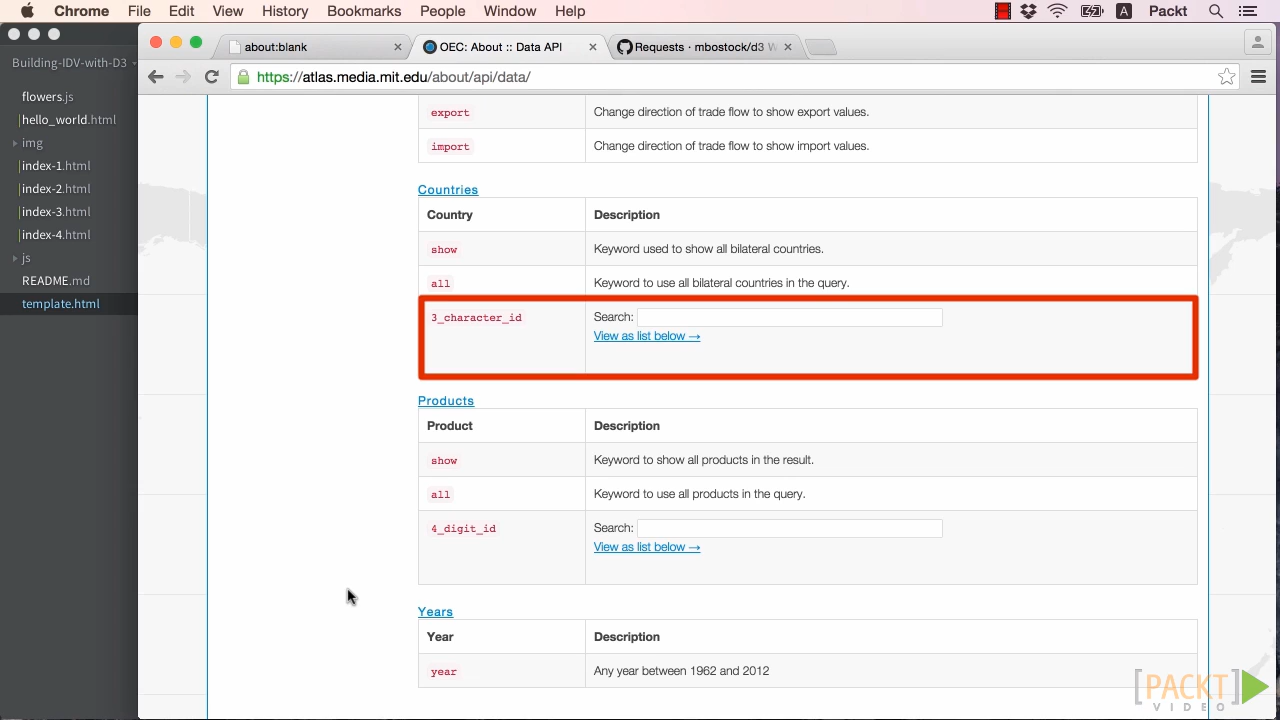 Chrome File Edit View History Bookmarks People Window Help A Packt
Building-IDV-with-D3
about:blank
OEC: About :: Data API
Requests · mbostock/d3 W
https://atlas.media.mit.edu/about/api/data/
flowers.js
hello_world.html
img
index-1.html
index-2.html
index-3.html
index-4.html
js
README.md
template.html
export Change direction of trade flow to show export values.
import Change direction of trade flow to show import values.
Countries
Country Description
show Keyword used to show all bilateral countries.
all Keyword to use all bilateral countries in the query.
3_character_id Search:
View as list below →
Products
Product Description
show Keyword to show all products in the result.
all Keyword to use all products in the query.
4_digit_id Search:
View as list below →
Years
Year Description
year Any year between 1962 and 2012
[PACKT]
VIDEO